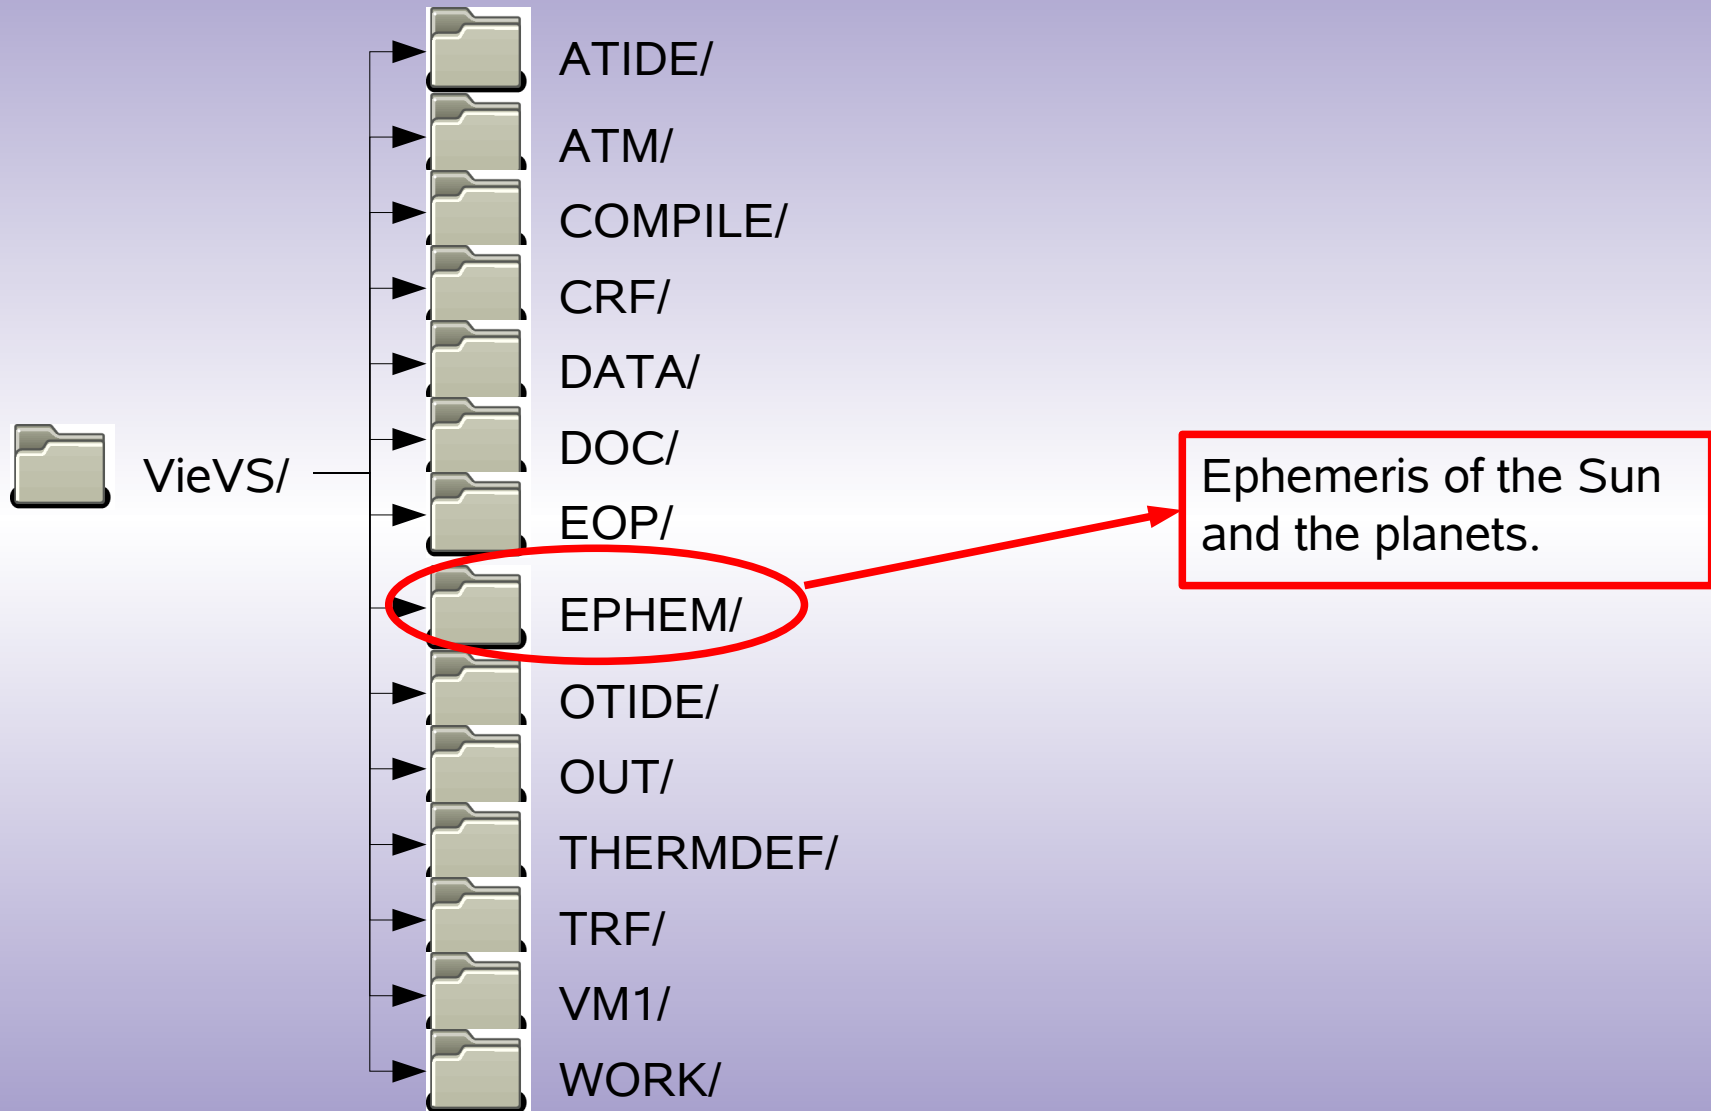 ATIDE/
ATM/
COMPILE/
CRF/
DATA/
DOC/
VieVS/
EOP/
EPHEM/
OTIDE/
OUT/
THERMDEF/
TRF/
VM1/
WORK/
Ephemeris of the Sun
and the planets.